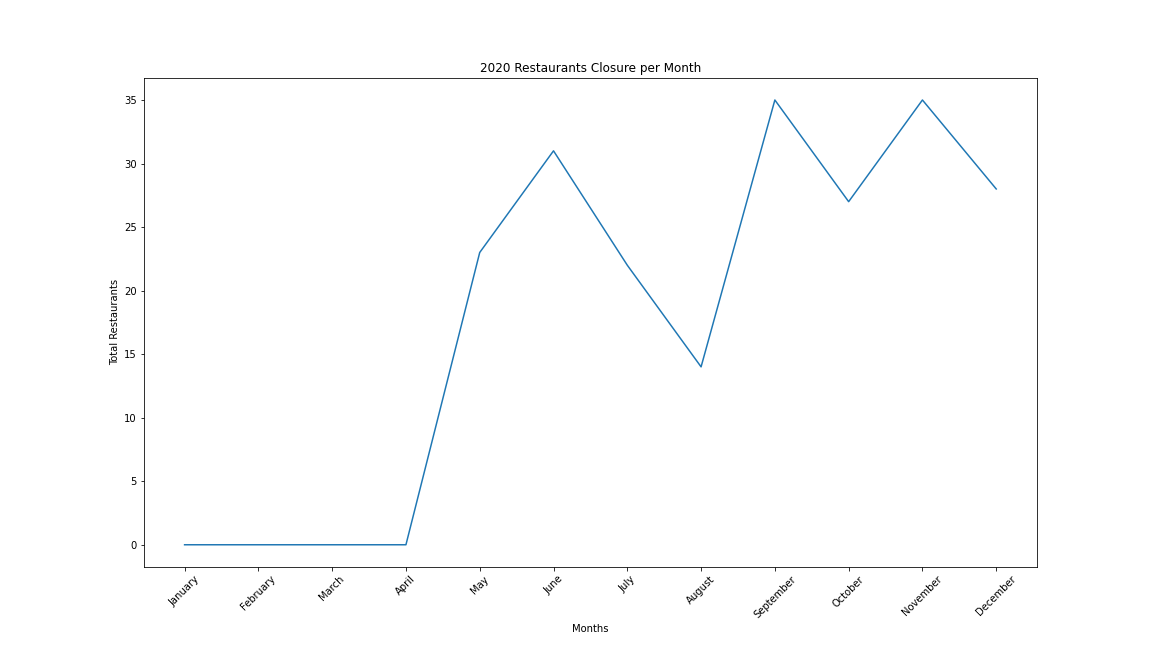 2020 Restaurants Closure per Month
35
30
25
20
15
10
5
0
Total Restaurants
January
February
March
April
May
June
July
August
September
October
November
December
Months